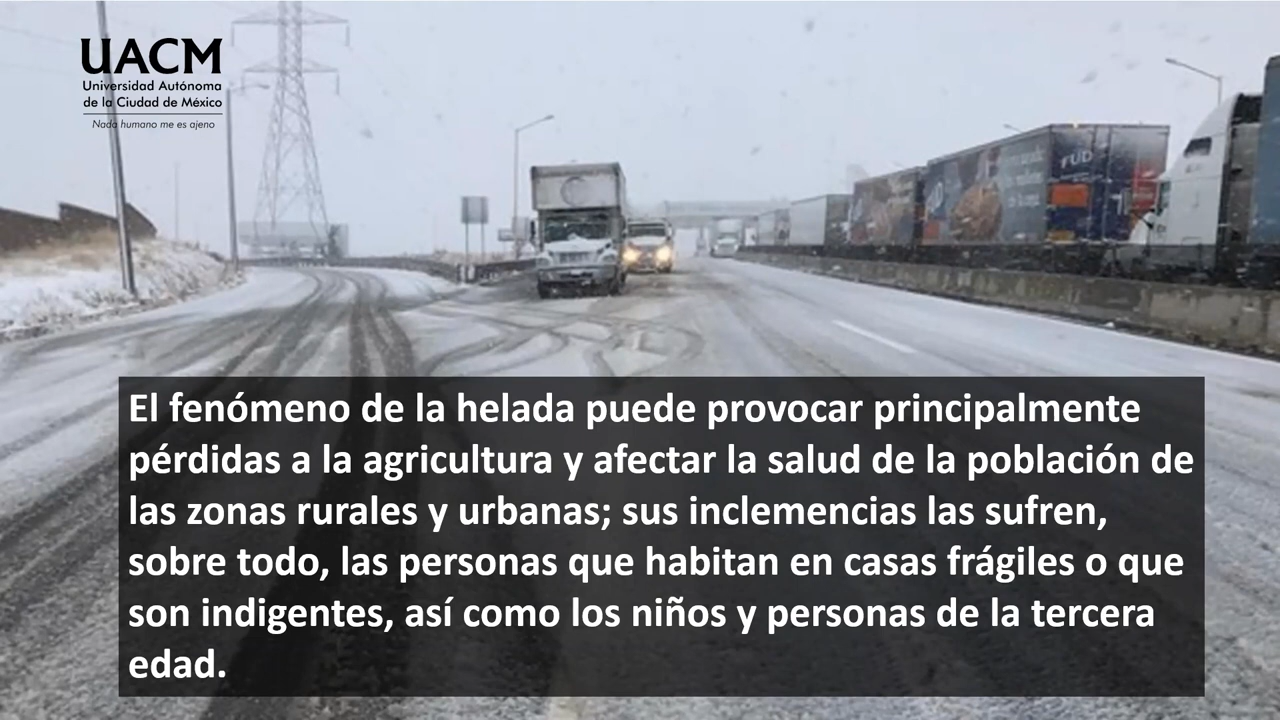 UACM
Universidad Autónoma
de la Ciudad de México
Nada humano me es ajeno
FUD
El fenómeno de la helada puede provocar principalmente
pérdidas a la agricultura y afectar la salud de la población de
las zonas rurales y urbanas; sus inclemencias las sufren,
sobre todo, las personas que habitan en casas frágiles o que
son indigentes, así como los niños y personas de la tercera
edad.